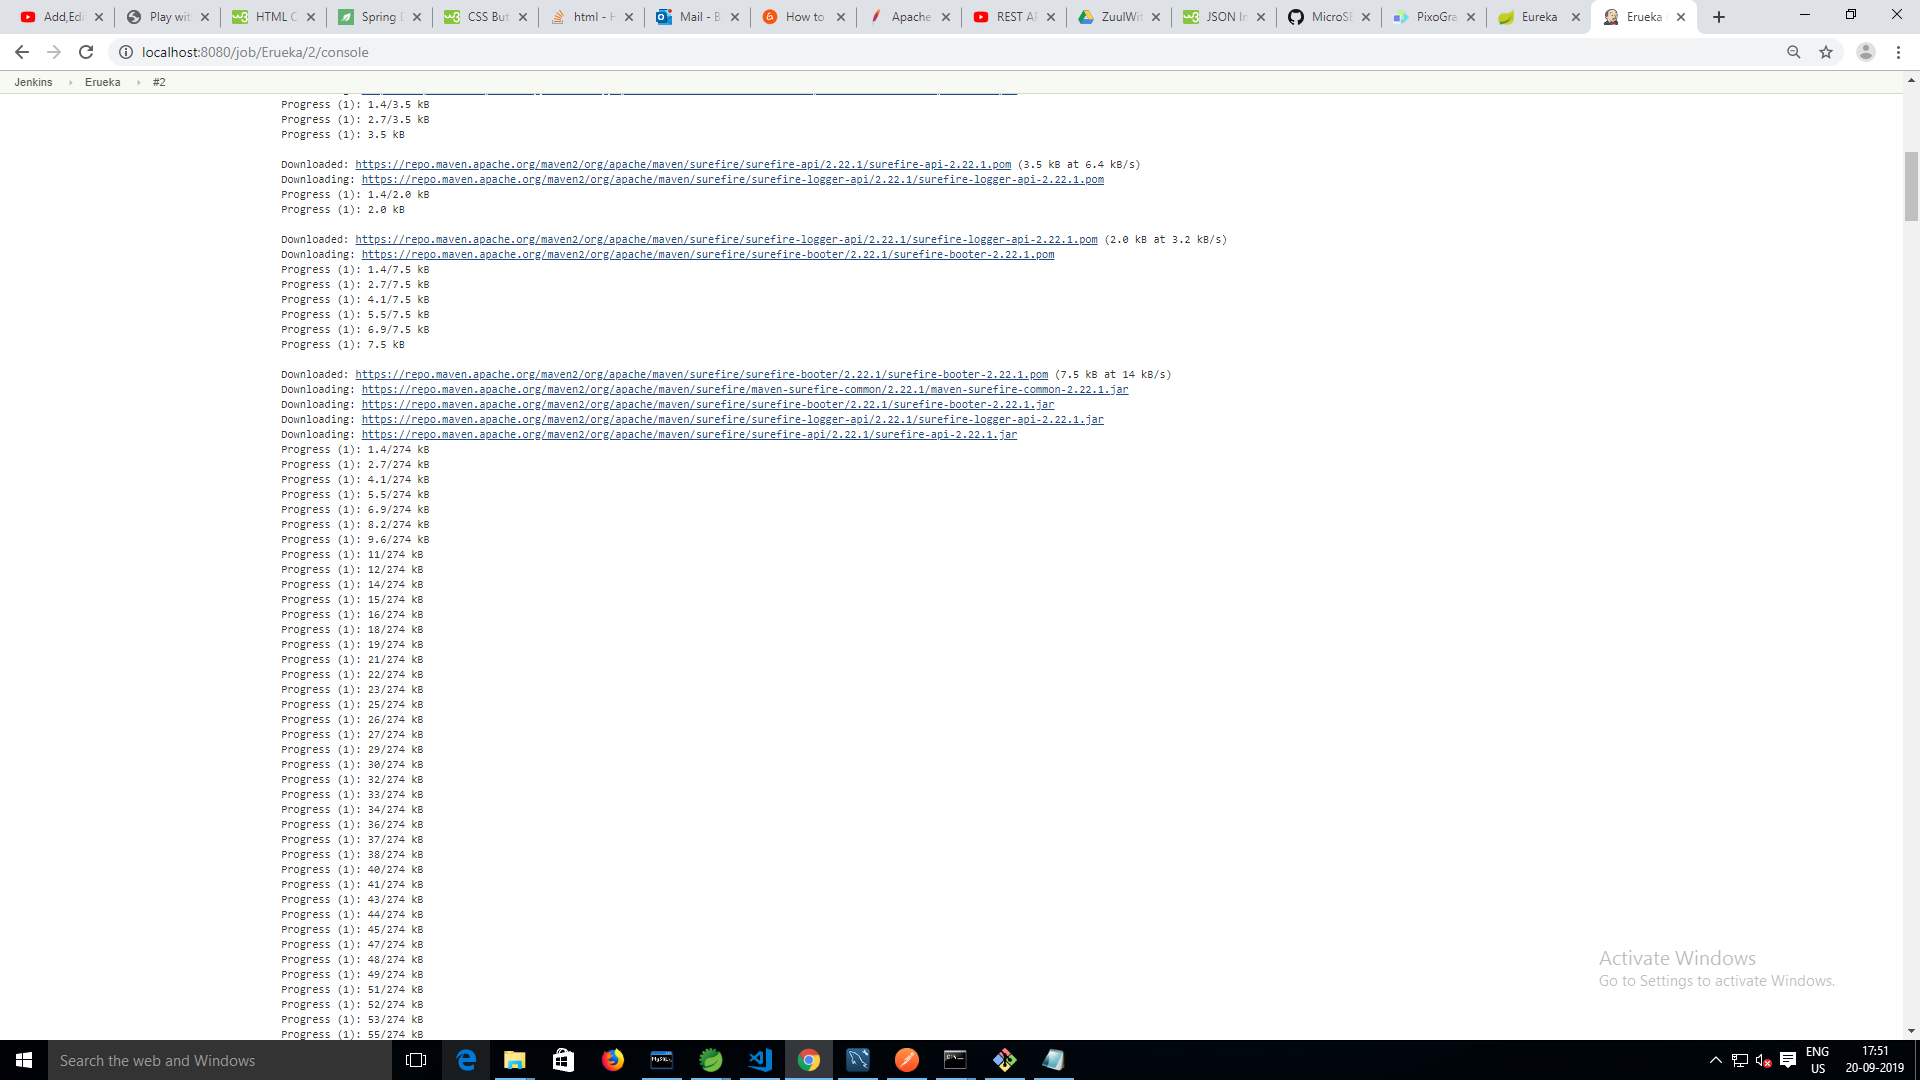 Add,Edi
Play wit
HTML C
Spring D
CSS But
html - H
Mail - B
How to
Apache
REST AP
ZuulWit
JSON In
MicroSE
PixoGra
Eureka
Erueka
localhost:8080/job/Erueka/2/console
Jenkins
Erueka
#2
Progress (1): 1.4/3.5 kB
Progress (1): 2.7/3.5 kB
Progress (1): 3.5 kB
Downloaded: https://repo.maven.apache.org/maven2/org/apache/maven/surefire/surefire-api/2.22.1/surefire-api-2.22.1.pom (3.5 kB at 6.4 kB/s)
Downloading: https://repo.maven.apache.org/maven2/org/apache/maven/surefire/surefire-logger-api/2.22.1/surefire-logger-api-2.22.1.pom
Progress (1): 1.4/2.0 kB
Progress (1): 2.0 kB
Downloaded: https://repo.maven.apache.org/maven2/org/apache/maven/surefire/surefire-logger-api/2.22.1/surefire-logger-api-2.22.1.pom (2.0 kB at 3.2 kB/s)
Downloading: https://repo.maven.apache.org/maven2/org/apache/maven/surefire/surefire-booter/2.22.1/surefire-booter-2.22.1.pom
Progress (1): 1.4/7.5 kB
Progress (1): 2.7/7.5 kB
Progress (1): 4.1/7.5 kB
Progress (1): 5.5/7.5 kB
Progress (1): 6.9/7.5 kB
Progress (1): 7.5 kB
Downloaded: https://repo.maven.apache.org/maven2/org/apache/maven/surefire/surefire-booter/2.22.1/surefire-booter-2.22.1.pom (7.5 kB at 14 kB/s)
Downloading: https://repo.maven.apache.org/maven2/org/apache/maven/surefire/maven-surefire-common/2.22.1/maven-surefire-common-2.22.1.jar
Downloading: https://repo.maven.apache.org/maven2/org/apache/maven/surefire/surefire-booter/2.22.1/surefire-booter-2.22.1.jar
Downloading: https://repo.maven.apache.org/maven2/org/apache/maven/surefire/surefire-logger-api/2.22.1/surefire-logger-api-2.22.1.jar
Downloading: https://repo.maven.apache.org/maven2/org/apache/maven/surefire/surefire-api/2.22.1/surefire-api-2.22.1.jar
Progress (1): 1.4/274 kB
Progress (1): 2.7/274 kB
Progress (1): 4.1/274 kB
Progress (1): 5.5/274 kB
Progress (1): 6.9/274 kB
Progress (1): 8.2/274 kB
Progress (1): 9.6/274 kB
Progress (1): 11/274 kB
Progress (1): 12/274 kB
Progress (1): 14/274 kB
Progress (1): 15/274 kB
Progress (1): 16/274 kB
Progress (1): 18/274 kB
Progress (1): 19/274 kB
Progress (1): 21/274 kB
Progress (1): 22/274 kB
Progress (1): 23/274 kB
Progress (1): 25/274 kB
Progress (1): 26/274 kB
Progress (1): 27/274 kB
Progress (1): 29/274 kB
Progress (1): 30/274 kB
Progress (1): 32/274 kB
Progress (1): 33/274 kB
Progress (1): 34/274 kB
Progress (1): 36/274 kB
Progress (1): 37/274 kB
Progress (1): 38/274 kB
Progress (1): 40/274 kB
Progress (1): 41/274 kB
Progress (1): 43/274 kB
Progress (1): 44/274 kB
Progress (1): 45/274 kB
Progress (1): 47/274 kB
Progress (1): 48/274 kB
Progress (1): 49/274 kB
Progress (1): 51/274 kB
Progress (1): 52/274 kB
Progress (1): 53/274 kB
Progress (1): 55/274 kB
Activate Windows
Go to Settings to activate Windows.
Search the web and Windows
ENG
US
17:51
20-09-2019